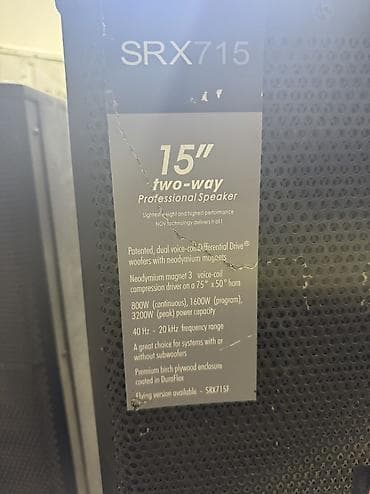 SRX715
15"
two-way
Professional Speaker
Lightest weight and highest performance
NOV technology delivers it all!
Patented, dual voice-coil Differential Drive®
woofers with neodymium magnets
Neodymium magnet 3 voice-coil
compression driver on a 75° x 50° horn
800W (continuous), 1600W (program),
3200W (peak) power capacity
40 Hz - 20 kHz frequency range
A great choice for systems with or
without subwoofers
Premium birch plywood enclosure
coated in DuraFlex
Flying version available - SRX715F